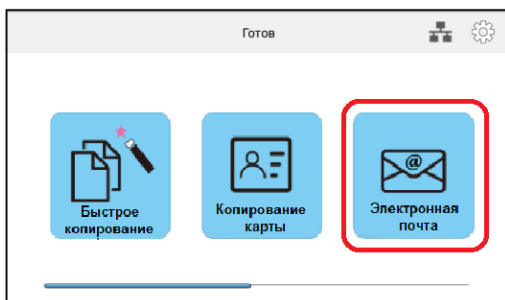 Готов
Быстрое
копирование
Копирование
карты
@
Электронная
почта